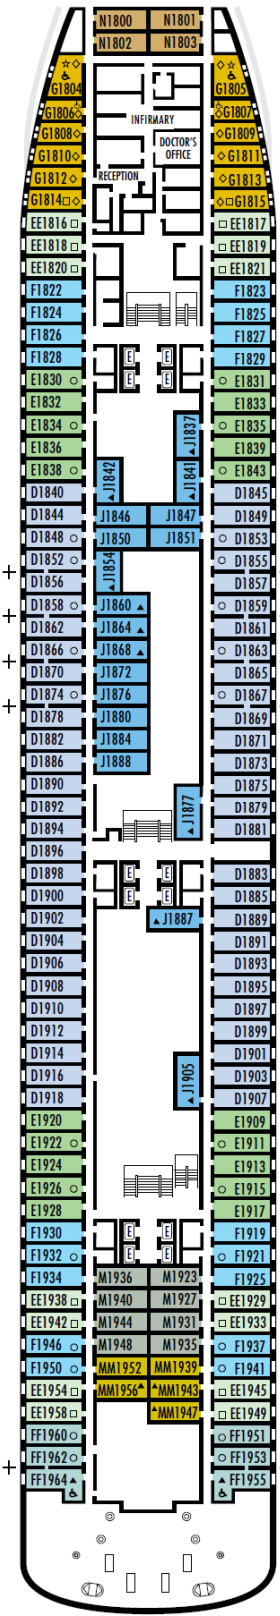 N1800 N1801
N1802 N1803
G1804 G1805
G1806 G1807
G1808 INFIRMARY G1809
G1810 DOCTOR'S OFFICE G1811
G1812 RECEPTION G1813
G1814 G1815
EE1816 EE1817
EE1818 EE1819
EE1820 EE1821
F1822 F1823
F1824 F1825
F1826 F1827
F1828 E F1829
E1830 E E1831
E1832 E1833
E1834 J1837 E1835
E1836 E1839
E1838 J1842 J1841 E1843
D1840 D1845
D1844 J1846 J1847 D1849
D1848 J1850 J1851 D1853
D1852 J1854 D1855
D1856 D1857
D1858 J1860 D1859
D1862 J1864 D1861
D1866 J1868 D1863
D1870 J1872 D1865
D1874 J1876 D1867
D1878 J1880 D1869
D1882 J1884 D1871
D1886 J1888 D1873
D1890 D1875
D1892 J1877 D1879
D1894 D1881
D1896
D1898 E E D1883
D1900 E E D1885
D1902 J1887 D1889
D1904 D1891
D1906 D1893
D1908 D1895
D1910 D1897
D1912 D1899
D1914 D1901
D1916 J1905 D1903
D1918 D1907
E1920 E1909
E1922 E1911
E1924 E1913
E1926 E1915
E1928 E1917
F1930 E E F1919
F1932 E E F1921
F1934 M1936 M1923 F1925
EE1938 M1940 M1927 EE1929
EE1942 M1944 M1931 EE1933
F1946 M1948 M1935 F1937
F1950 MM1952 MM1939 F1941
EE1954 MM1956 MM1943 EE1945
EE1958 MM1947 EE1949
FF1960 FF1951
FF1962 FF1953
FF1964 FF1955